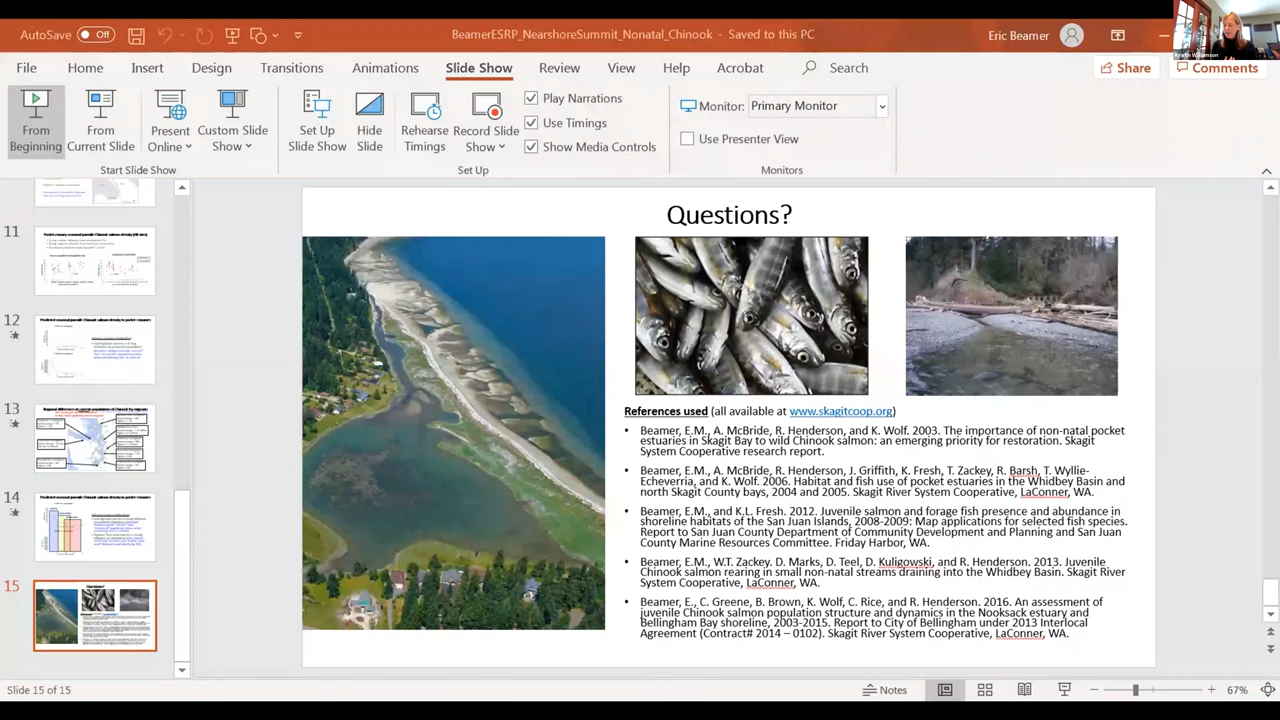 AutoSave Off
BeamerESRP_NearshoreSummit_Nonatal_Chinook - Saved to this PC
Eric Beamer
File Home Insert Design Transitions Animations Slide Show Review View Help Acrobat Search
Share Comments
From Beginning
From Current Slide
Present Online
Custom Slide Show
Set Up Slide Show
Hide Slide
Rehearse Timings
Record Slide Show
Play Narrations
Use Timings
Show Media Controls
Monitor: Primary Monitor
Use Presenter View
Start Slide Show
Set Up
Monitors
11
12
13
14
15
Questions?
References used (all available at www.skagitcoop.org)
• Beamer, E.M., A. McBride, R. Henderson, and K. Wolf. 2003. The importance of non-natal pocket
estuaries in Skagit Bay to wild Chinook salmon: an emerging priority for restoration. Skagit
System Cooperative research report.
• Beamer, E.M., A. McBride, R. Henderson, J. Griffith, K. Fresh, T. Zackey, R. Barsh, T. Wyllie-
Echeverria, and K. Wolf. 2006. Habitat and fish use of pocket estuaries in the Whidbey Basin and
north Skagit County bays, 2004 and 2005. Skagit River System Cooperative, LaConner, WA.
• Beamer, E.M., and K.L. Fresh. 2012. Juvenile salmon and forage fish presence and abundance in
shoreline habitats of the San Juan Islands, 2008-2009: Map applications for selected fish species.
Report to San Juan County Department of Community Development and Planning and San Juan
County Marine Resources Committee. Friday Harbor, WA.
• Beamer, E.M., W.T. Zackey. D. Marks, D. Teel, D. Kuligowski, and R. Henderson. 2013. Juvenile
Chinook salmon rearing in small non-natal streams draining into the Whidbey Basin. Skagit River
System Cooperative, LaConner, WA.
• Beamer, E., C. Greene, E. Brown, K. Wolf, C. Rice, and R. Henderson. 2016. An assessment of
juvenile Chinook salmon population structure and dynamics in the Nooksack estuary and
Bellingham Bay shoreline, Report to City of Bellingham under 2013 Interlocal
Agreement (Contract# 2014 – Skagit River System Cooperative, LaConner, WA.
Slide 15 of 15
Notes
67%